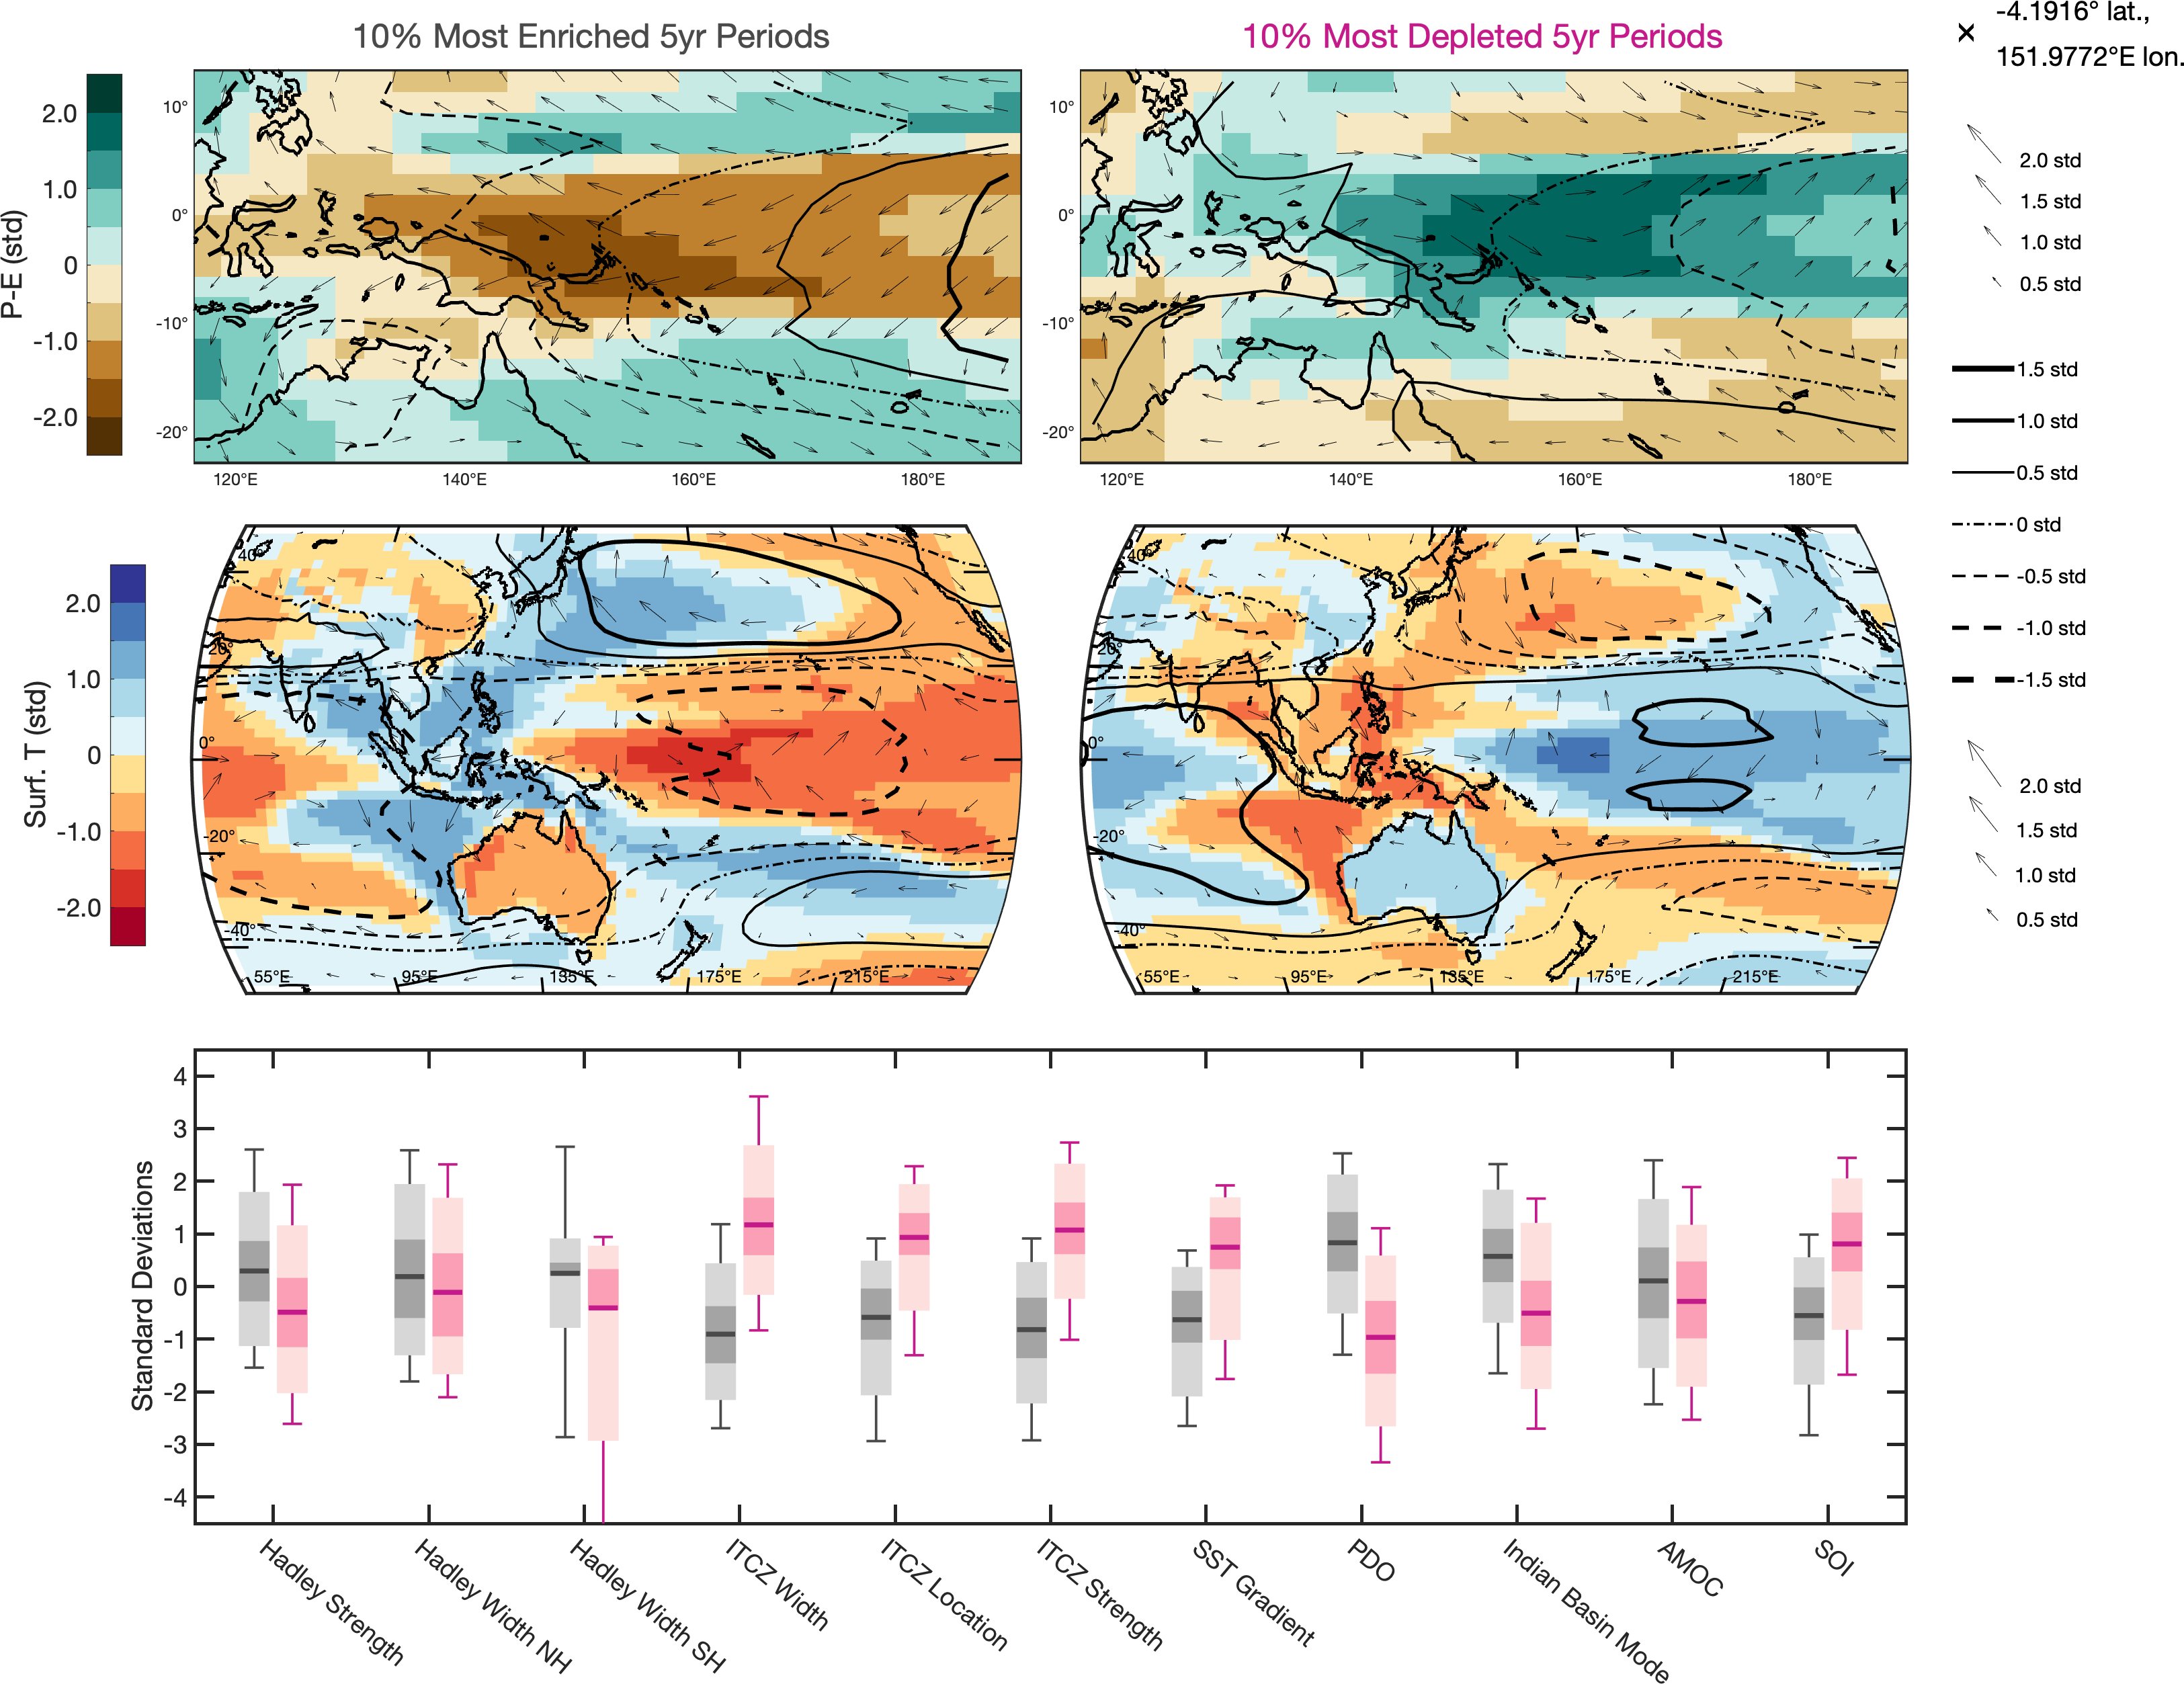 10% Most Enriched 5yr Periods
10% Most Depleted 5yr Periods
-4.1916° lat.,
151.9772°E lon.
P-E (std)
2.0
1.0
0
-1.0
-2.0
10°
0°
-10°
-20°
120°E 140°E 160°E 180°E
10°
0°
-10°
-20°
120°E 140°E 160°E 180°E
2.0 std
1.5 std
1.0 std
0.5 std
1.5 std
1.0 std
0.5 std
0 std
-0.5 std
-1.0 std
-1.5 std
Surf. T (std)
2.0
1.0
0
-1.0
-2.0
40°
20°
0°
-20°
-40°
55°E 95°E 135°E 175°E 215°E
40°
20°
0°
-20°
-40°
55°E 95°E 135°E 175°E 215°E
2.0 std
1.5 std
1.0 std
0.5 std
Standard Deviations
4
3
2
1
0
-1
-2
-3
-4
Hadley Strength
Hadley Width NH
Hadley Width SH
ITCZ Width
ITCZ Location
ITCZ Strength
SST Gradient
PDO
Indian Basin Mode
AMOC
SOI